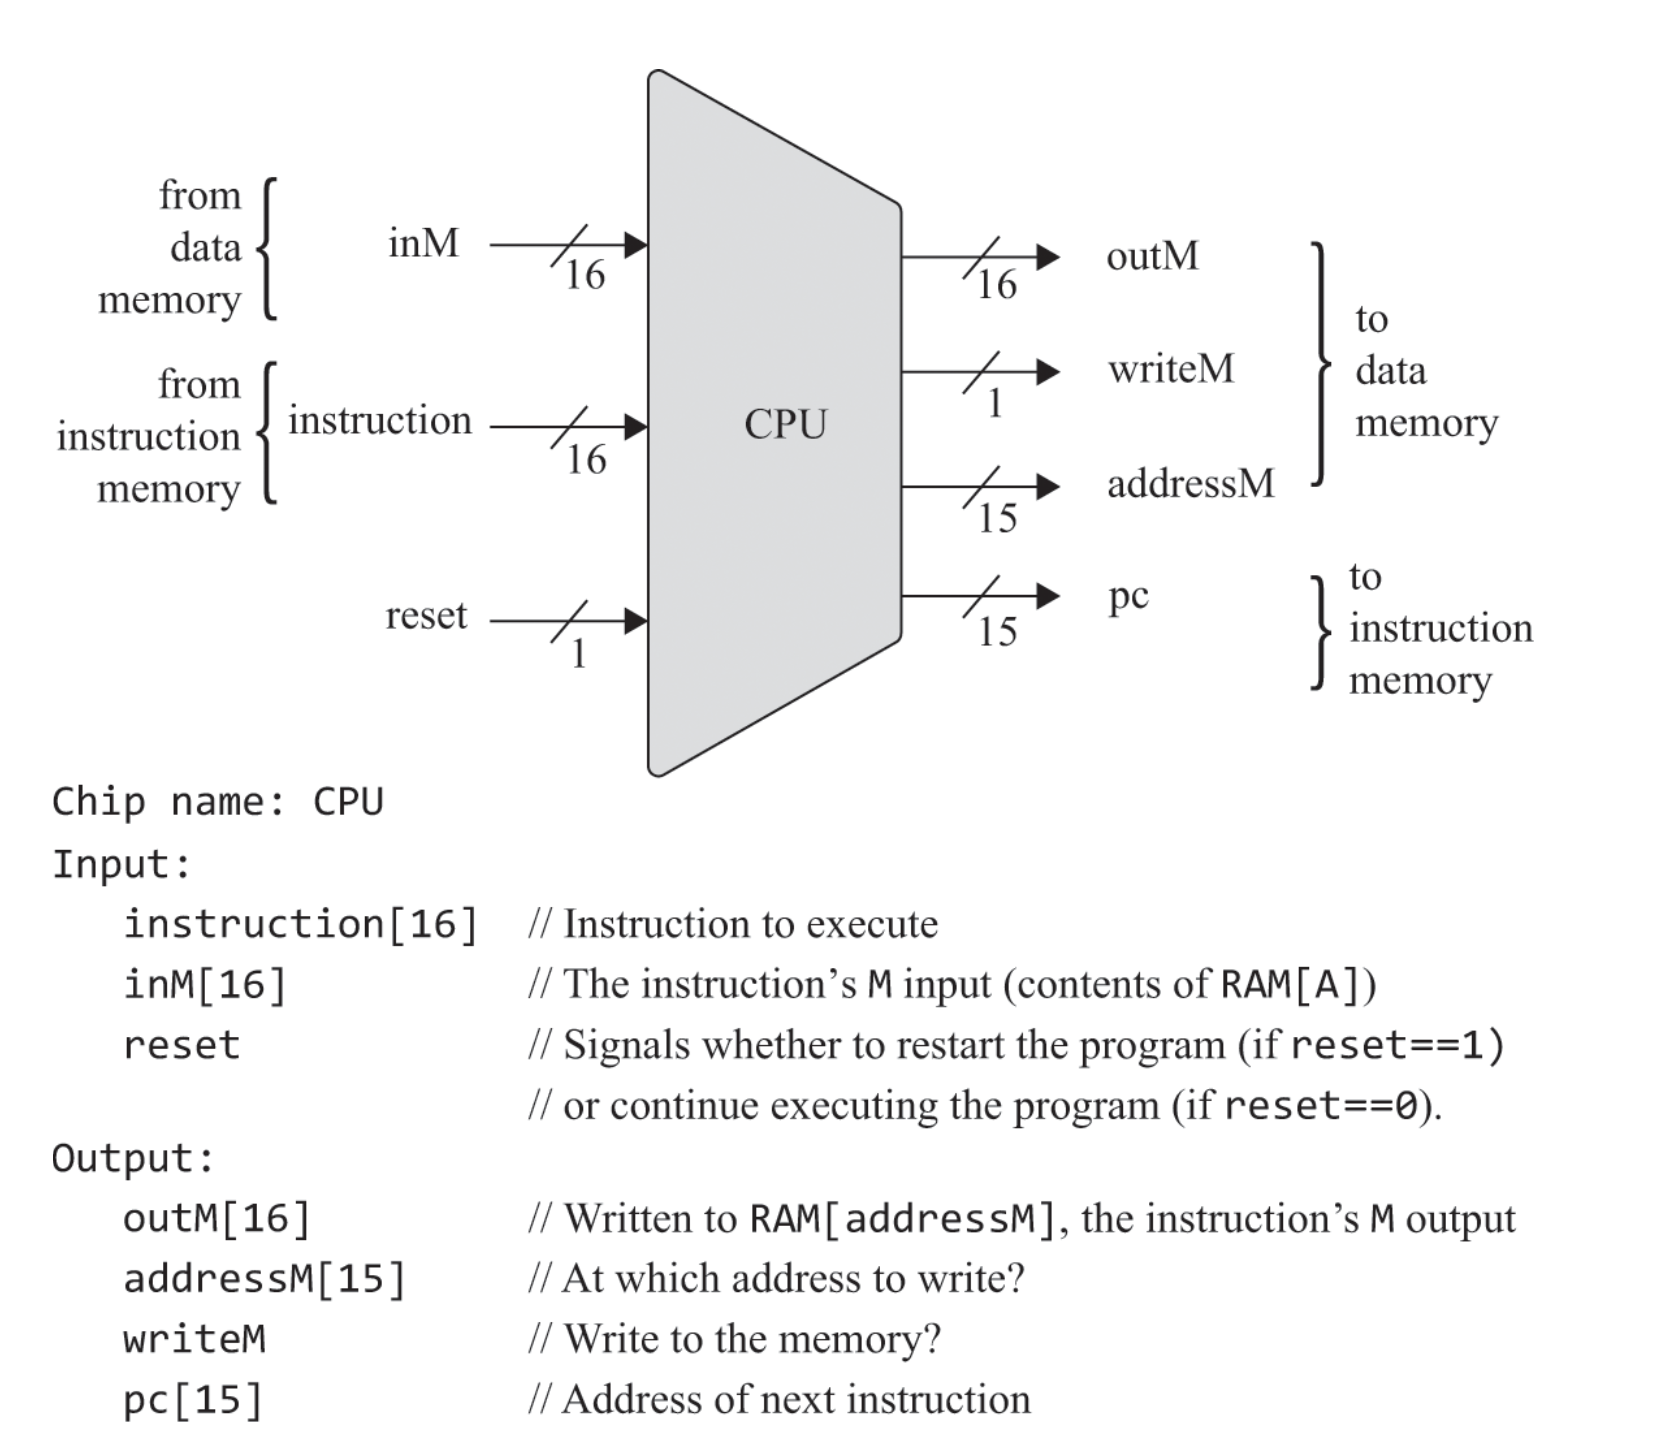 from
data
memory
inM
16
from
instruction
memory
instruction
16
reset
1
CPU
16
outM
1
writeM
15
addressM
to
data
memory
15
pc
to
instruction
memory
Chip name: CPU
Input:
instruction[16] // Instruction to execute
inM[16] // The instruction’s M input (contents of RAM[A])
reset // Signals whether to restart the program (if reset==1)
// or continue executing the program (if reset==0).
Output:
outM[16] // Written to RAM[addressM], the instruction’s M output
addressM[15] // At which address to write?
writeM // Write to the memory?
pc[15] // Address of next instruction